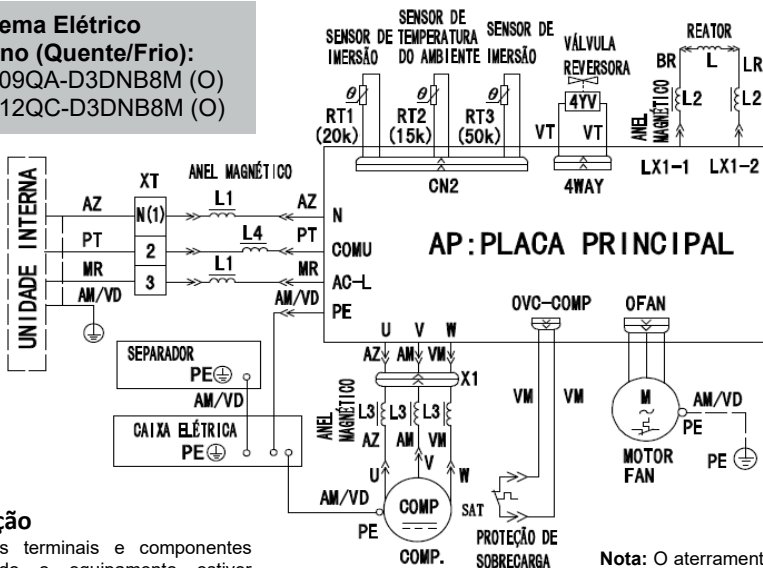 ema Elétrico
no (Quente/Frio):
09QA-D3DNB8M (O)
12QC-D3DNB8M (O)
SENSOR DE IMERSÃO
SENSOR DE TEMPERATURA DO AMBIENTE
SENSOR DE IMERSÃO
VÁLVULA REVERSORA
REATOR
BR
L
LR
ANEL MAGNÉTICO
L2
L2
θ
θ
θ
RT1 (20k)
RT2 (15k)
RT3 (50k)
4YV
VT
VT
CN2
4WAY
LX1-1
LX1-2
UNIDADE INTERNA
XT
ANEL MAGNÉTICO
AZ
N(1)
L1
AZ
N
PT
2
L4
PT
COMU
MR
3
L1
MR
AC-L
AM/VD
AM/VD
PE
AP:PLACA PRINCIPAL
OVC-COMP
OFAN
U
V
W
SEPARADOR
PE
AM/VD
CAIXA ELÉTRICA
PE
AZ
AM
VM
X1
ANEL MAGNÉTICO
L3
L3
L3
AZ
AM
VM
U
V
W
AM/VD
PE
COMP
COMP.
VM
VM
SAT
PROTEÇÃO DE
SOBRECARGA
M
~
MOTOR
FAN
AM/VD
PE
PE
ção
s terminais e componentes
Nota: O aterrament